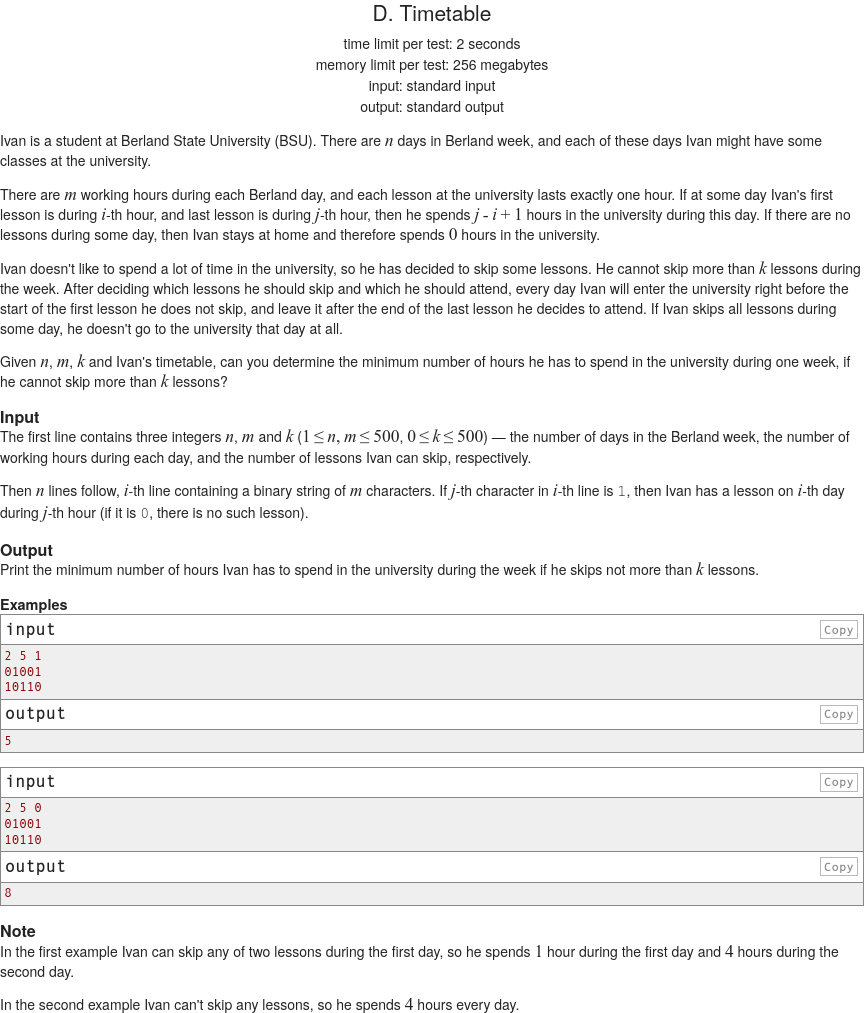 D. Timetable
time limit per test: 2 seconds
memory limit per test: 256 megabytes
input: standard input
output: standard output
Ivan is a student at Berland State University (BSU). There are n days in Berland week, and each of these days Ivan might have some
classes at the university.
There are m working hours during each Berland day, and each lesson at the university lasts exactly one hour. If at some day Ivan's first
lesson is during i-th hour, and last lesson is during j-th hour, then he spends j - i + 1 hours in the university during this day. If there are no
lessons during some day, then Ivan stays at home and therefore spends 0 hours in the university.
Ivan doesn't like to spend a lot of time in the university, so he has decided to skip some lessons. He cannot skip more than k lessons during
the week. After deciding which lessons he should skip and which he should attend, every day Ivan will enter the university right before the
start of the first lesson he does not skip, and leave it after the end of the last lesson he decides to attend. If Ivan skips all lessons during
some day, he doesn't go to the university that day at all.
Given n, m, k and Ivan's timetable, can you determine the minimum number of hours he has to spend in the university during one week, if
he cannot skip more than k lessons?
Input
The first line contains three integers n, m and k (1 ≤ n, m ≤ 500, 0 ≤ k ≤ 500) — the number of days in the Berland week, the number of
working hours during each day, and the number of lessons Ivan can skip, respectively.
Then n lines follow, i-th line containing a binary string of m characters. If j-th character in i-th line is 1, then Ivan has a lesson on i-th day
during j-th hour (if it is 0, there is no such lesson).
Output
Print the minimum number of hours Ivan has to spend in the university during the week if he skips not more than k lessons.
Examples
input Copy
2 5 1
01001
10110
output Copy
5
input Copy
2 5 0
01001
10110
output Copy
8
Note
In the first example Ivan can skip any of two lessons during the first day, so he spends 1 hour during the first day and 4 hours during the
second day.
In the second example Ivan can't skip any lessons, so he spends 4 hours every day.